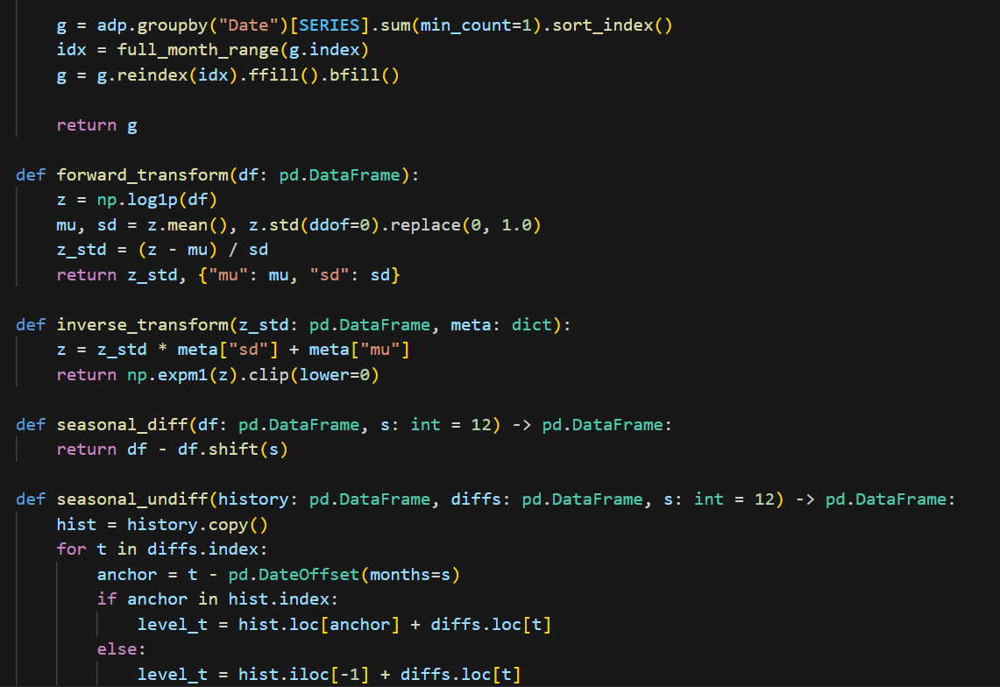 g = adp.groupby("Date")[SERIES].sum(min_count=1).sort_index()
idx = full_month_range(g.index)
g = g.reindex(idx).ffill().bfill()
return g
def forward_transform(df: pd.DataFrame):
z = np.log1p(df)
mu, sd = z.mean(), z.std(ddof=0).replace(0, 1.0)
z_std = (z - mu) / sd
return z_std, {"mu": mu, "sd": sd}
def inverse_transform(z_std: pd.DataFrame, meta: dict):
z = z_std * meta["sd"] + meta["mu"]
return np.expm1(z).clip(lower=0)
def seasonal_diff(df: pd.DataFrame, s: int = 12) -> pd.DataFrame:
return df - df.shift(s)
def seasonal_undiff(history: pd.DataFrame, diffs: pd.DataFrame, s: int = 12) -> pd.DataFrame:
hist = history.copy()
for t in diffs.index:
anchor = t - pd.DateOffset(months=s)
if anchor in hist.index:
level_t = hist.loc[anchor] + diffs.loc[t]
else:
level_t = hist.iloc[-1] + diffs.loc[t]